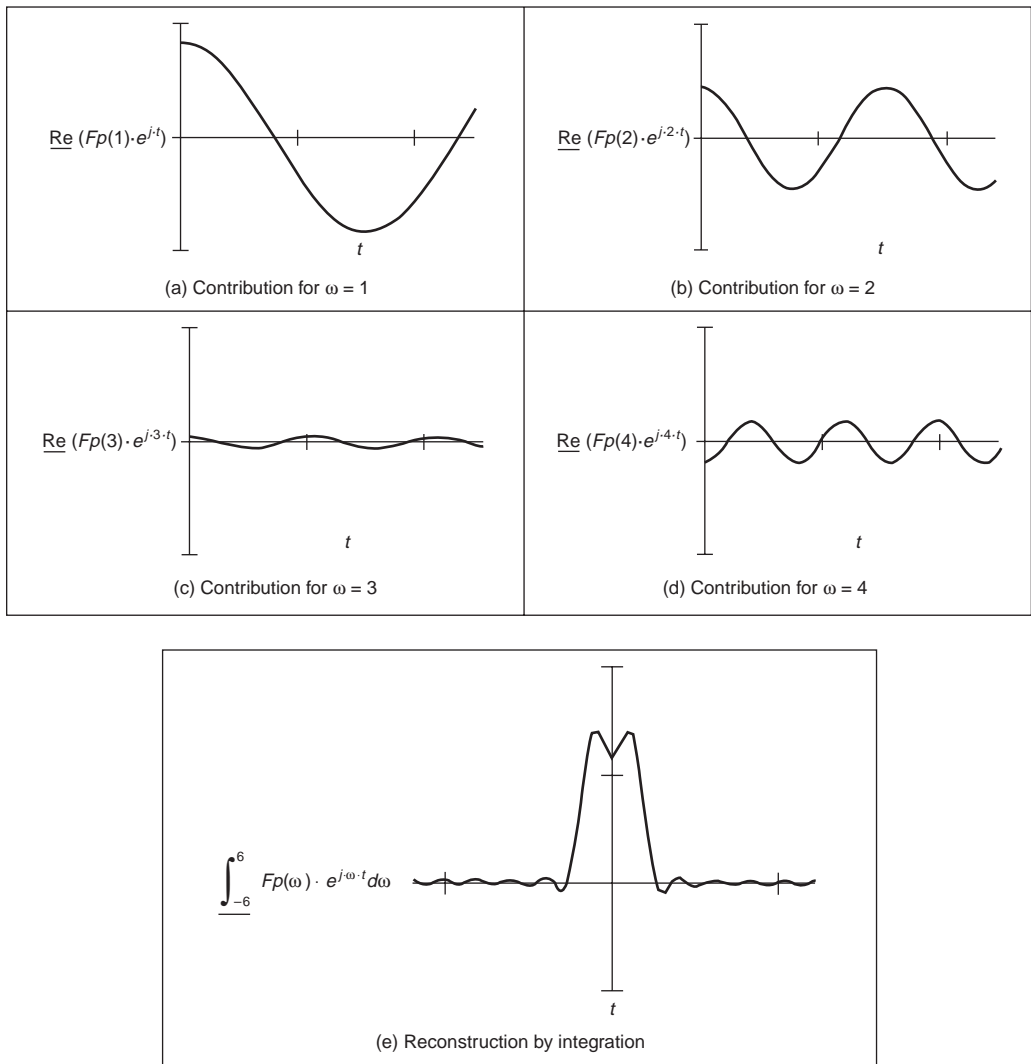 Re (Fp(1)·e^{j·t})
t
(a) Contribution for ω = 1
Re (Fp(2)·e^{j·2·t})
t
(b) Contribution for ω = 2
Re (Fp(3)·e^{j·3·t})
t
(c) Contribution for ω = 3
Re (Fp(4)·e^{j·4·t})
t
(d) Contribution for ω = 4
∫_{−6}^{6} Fp(ω) · e^{j·ω·t}dω
t
(e) Reconstruction by integration